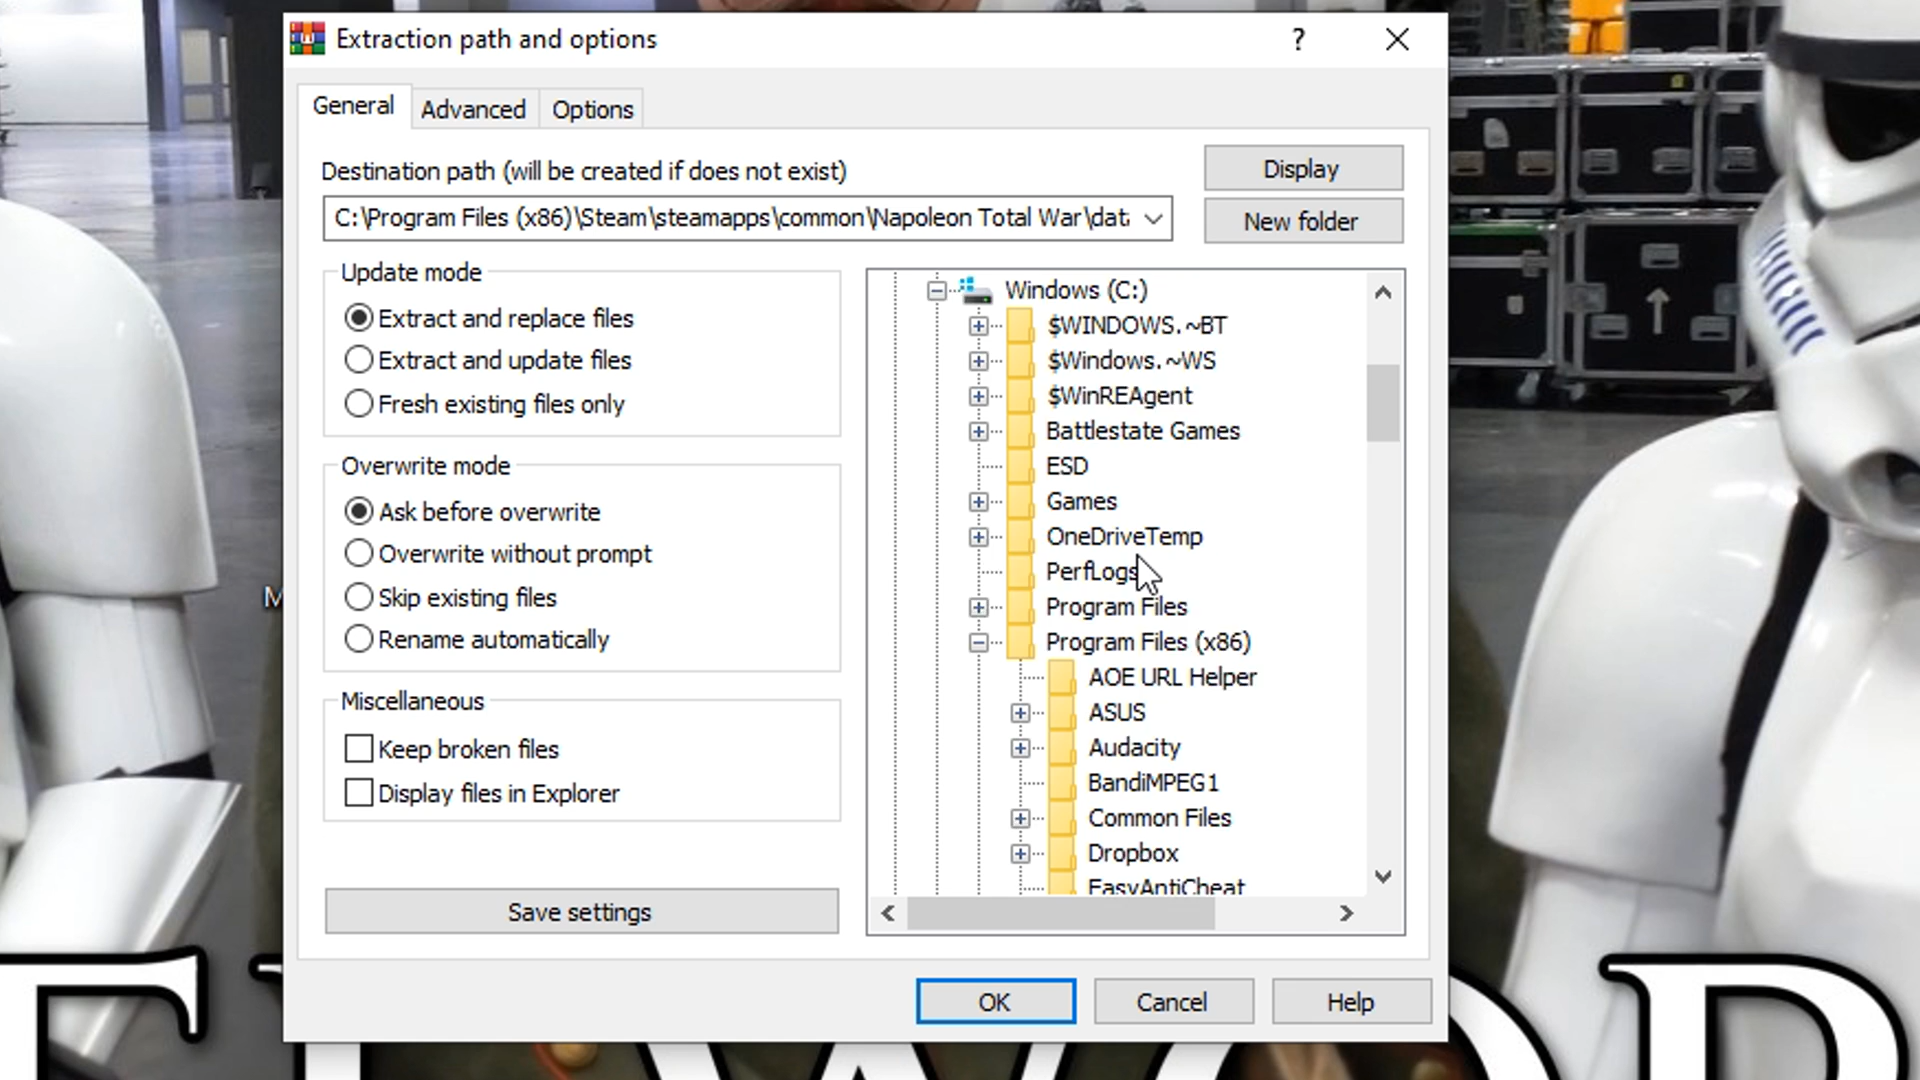 Extraction path and options
?
General
Advanced
Options
Destination path (will be created if does not exist)
Display
C:\Program Files (x86)\Steam\steamapps\common\Napoleon Total War\dat
New folder
Update mode
Extract and replace files
Extract and update files
Fresh existing files only
Overwrite mode
Ask before overwrite
Overwrite without prompt
Skip existing files
Rename automatically
Miscellaneous
Keep broken files
Display files in Explorer
Save settings
Windows (C:)
$WINDOWS.~BT
$Windows.~WS
$WinREAgent
Battlestate Games
ESD
Games
OneDriveTemp
PerfLogs
Program Files
Program Files (x86)
AOE URL Helper
ASUS
Audacity
BandiMPEG1
Common Files
Dropbox
EasyAntiCheat
OK
Cancel
Help